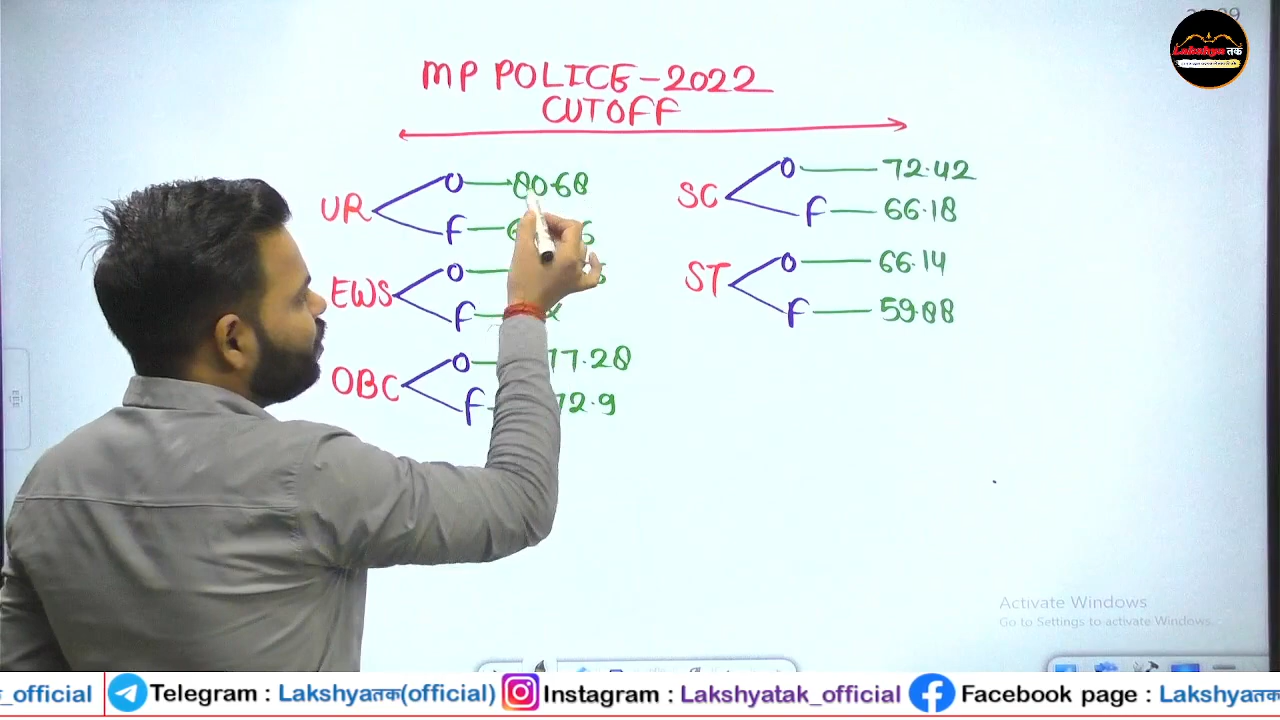 Lakshya तक
MP POLICE-2022
CUTOFF
UR
O 80.68
F
EWS
O
F
OBC
O 77.28
F 72.9
SC
O 72.42
F 66.18
ST
O 66.14
F 59.88
Activate Windows
Go to Settings to activate Windows.
_official Telegram : Lakshyaतक(official) Instagram : Lakshyatak_official Facebook page : Lakshyaतक